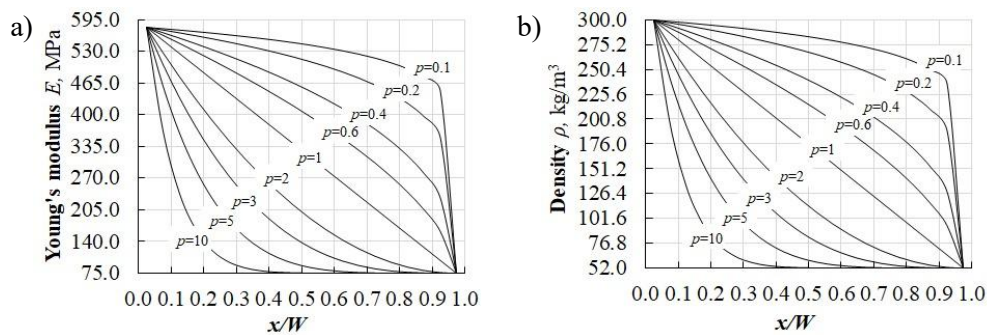 a)
Young's modulus E, MPa
595.0
530.0
465.0
400.0
335.0
270.0
205.0
140.0
75.0
p=0.1
p=0.2
p=0.4
p=0.6
p=1
p=2
p=3
p=5
p=10
0.0 0.1 0.2 0.3 0.4 0.5 0.6 0.7 0.8 0.9 1.0
x/W
b)
Density ρ, kg/m³
300.0
275.2
250.4
225.6
200.8
176.0
151.2
126.4
101.6
76.8
52.0
p=0.1
p=0.2
p=0.4
p=0.6
p=1
p=2
p=3
p=5
p=10
0.0 0.1 0.2 0.3 0.4 0.5 0.6 0.7 0.8 0.9 1.0
x/W